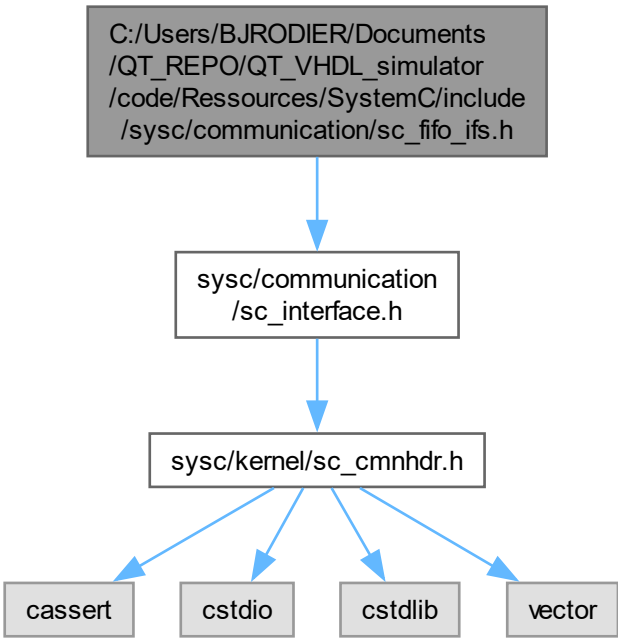 C:/Users/BJRODIER/Documents
/QT_REPO/QT_VHDL_simulator
/code/Ressources/SystemC/include
/sysc/communication/sc_fifo_ifs.h
sysc/communication
/sc_interface.h
sysc/kernel/sc_cmnhdr.h
cassert
cstdio
cstdlib
vector